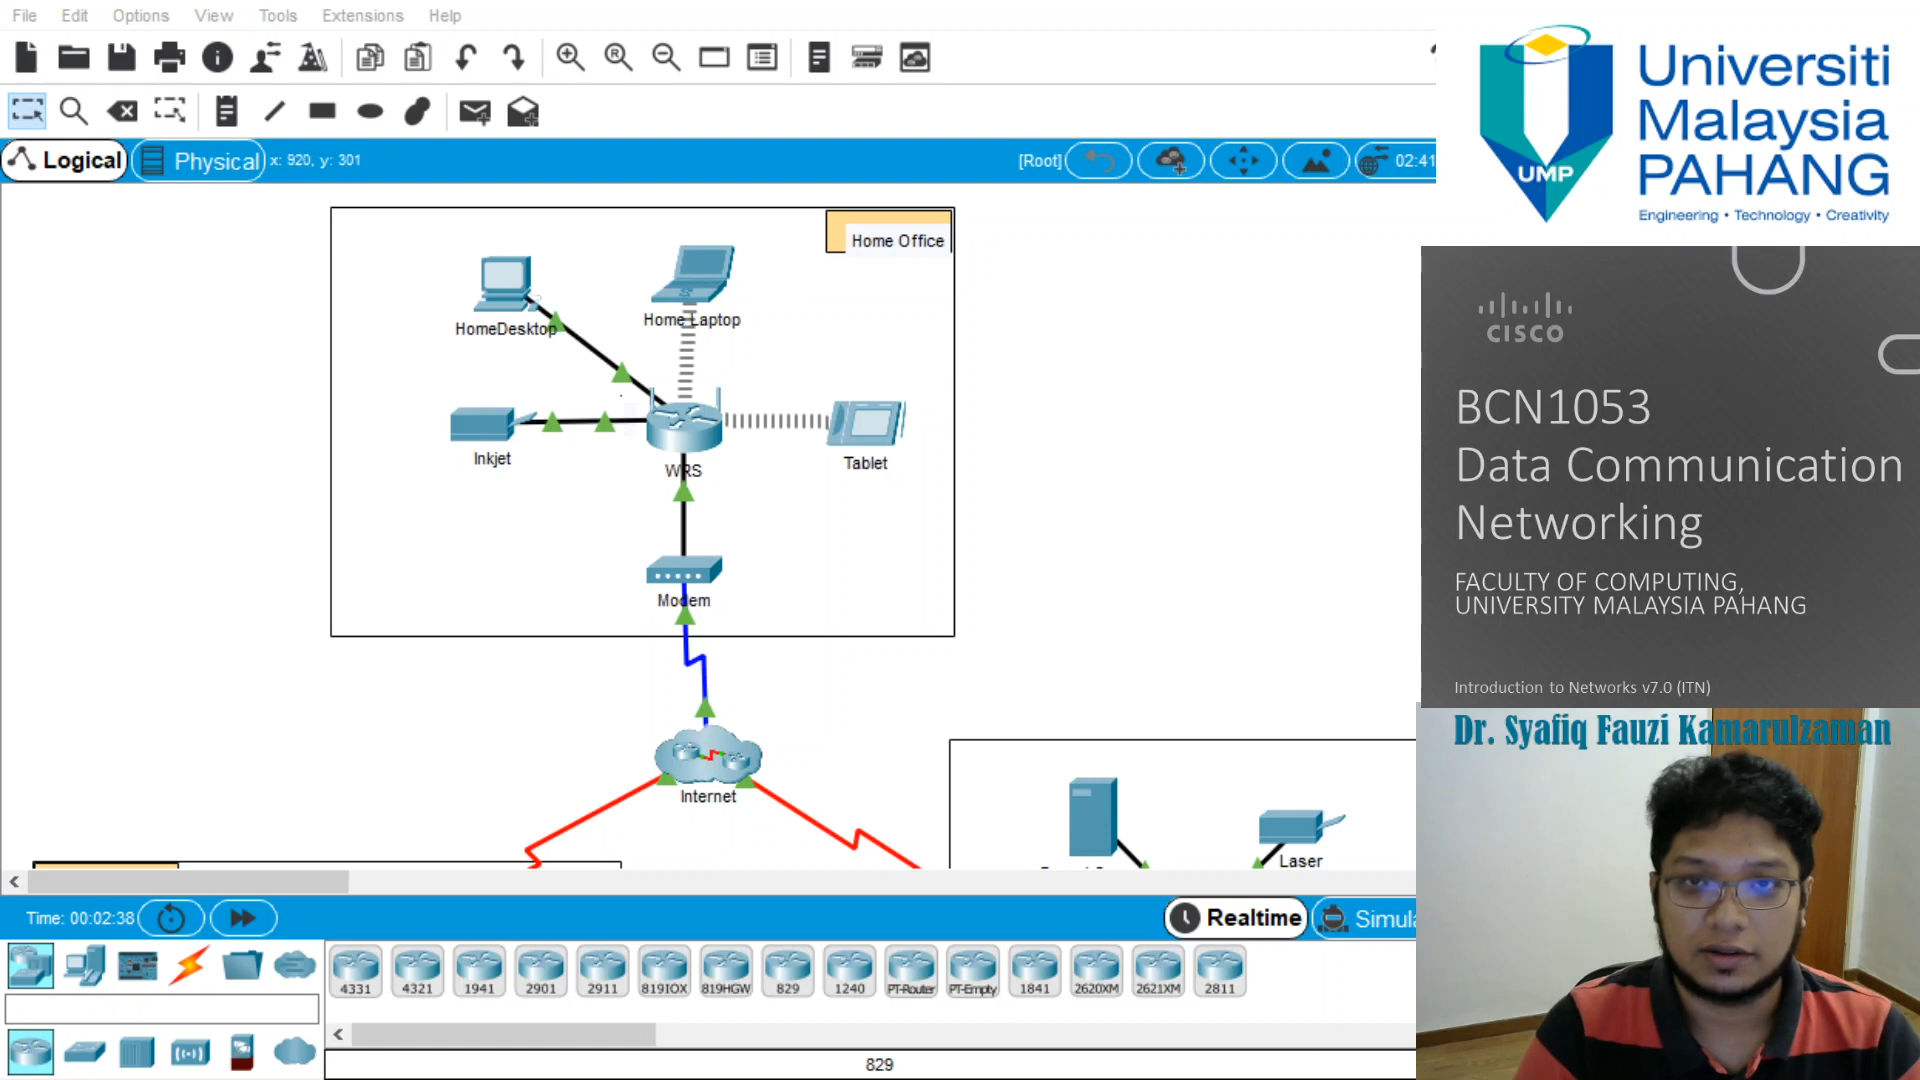 File Edit Options View Tools Extensions Help
Logical Physical x: 920, y: 301 [Root] 02:41
Home Office
HomeDesktop
Home Laptop
Inkjet
WRS
Tablet
Modem
Internet
Laser
Time: 00:02:38
Realtime
4331 4321 1941 2901 2911 819IOX 819HGW 829 1240 PT-Router PT-Empty 1841 2620XM 2621XM 2811
829
Universiti
Malaysia
PAHANG
Engineering • Technology • Creativity
UMP
CISCO
BCN1053
Data Communication
Networking
FACULTY OF COMPUTING,
UNIVERSITY MALAYSIA PAHANG
Introduction to Networks v7.0 (ITN)
Dr. Syafiq Fauzi Kamarulzaman